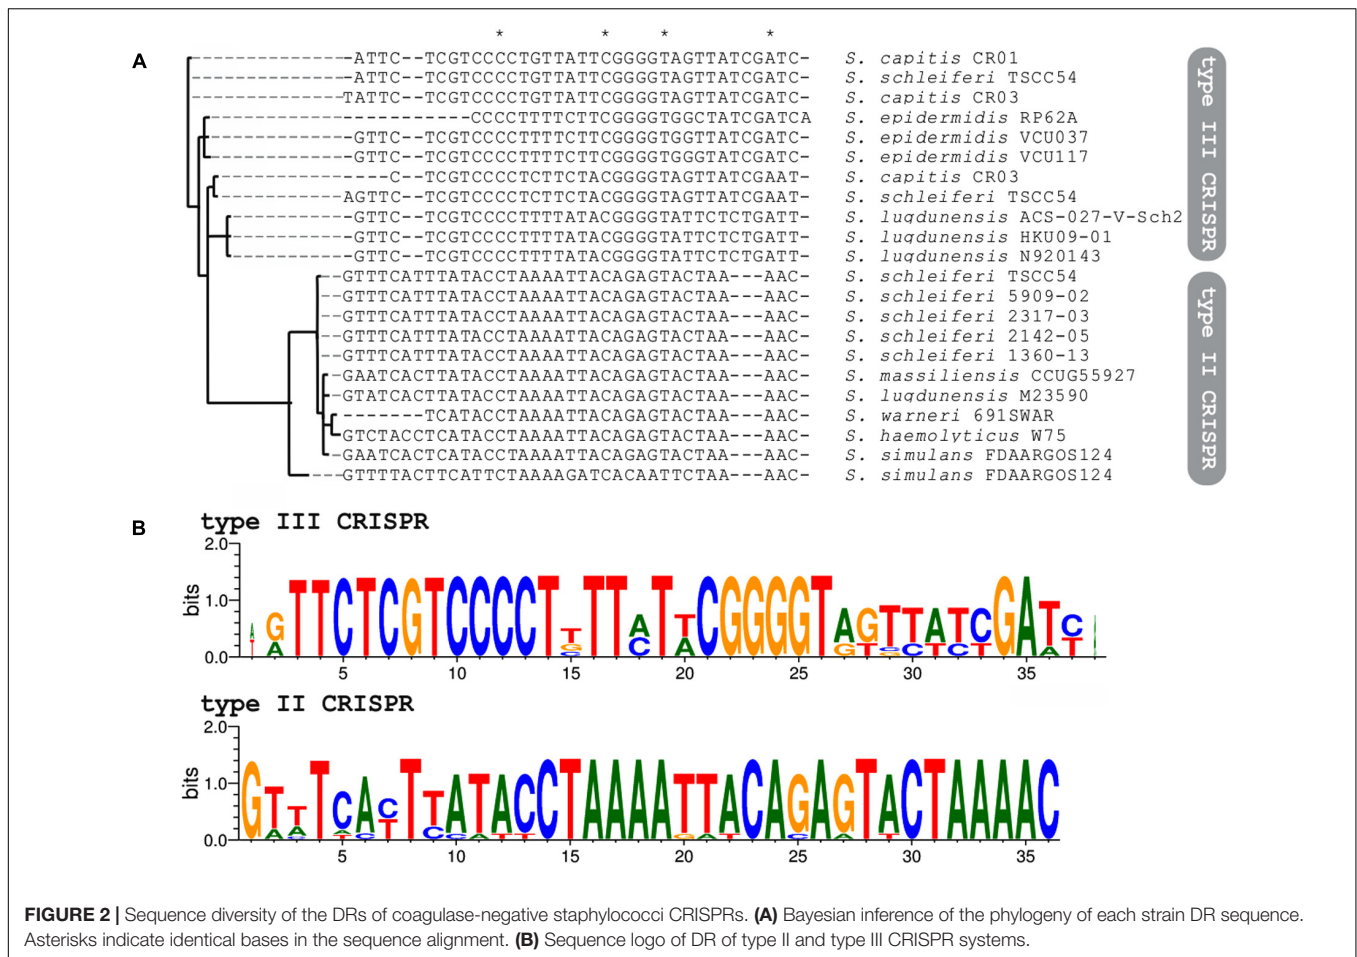 * * * *
A
-ATTC--TCGTCCCCTGTTATTCGGGGTAGTTATCGATC- S. capitis CR01
-ATTC--TCGTCCCCTGTTATTCGGGGTAGTTATCGATC- S. schleiferi TSCC54
TATTC--TCGTCCCCTGTTATTCGGGGTAGTTATCGATC- S. capitis CR03
-----------CCCCTTTTCTTCGGGGTGGCTATCGATCA S. epidermidis RP62A
-GTTC--TCGTCCCCTTTTCTTCGGGGTGGGTATCGATC- S. epidermidis VCU037
-GTTC--TCGTCCCCTTTTCTTCGGGGTGGGTATCGATC- S. epidermidis VCU117
----C--TCGTCCCCTCTTCTACGGGGTAGTTATCGAAT- S. capitis CR03
AGTTC--TCGTCCCCTCTTCTACGGGGTAGTTATCGAAT- S. schleiferi TSCC54
-GTTC--TCGTCCCCTTTTATACGGGGTATTCTCTGATT- S. lugdunensis ACS-027-V-Sch2
-GTTC--TCGTCCCCTTTTATACGGGGTATTCTCTGATT- S. lugdunensis HKU09-01
-GTTC--TCGTCCCCTTTTATACGGGGTATTCTCTGATT- S. lugdunensis N920143
GTTTCATTTATACCTAAAATTACAGAGTACTAA---AAC- S. schleiferi TSCC54
GTTTCATTTATACCTAAAATTACAGAGTACTAA---AAC- S. schleiferi 5909-02
GTTTCATTTATACCTAAAATTACAGAGTACTAA---AAC- S. schleiferi 2317-03
GTTTCATTTATACCTAAAATTACAGAGTACTAA---AAC- S. schleiferi 2142-05
GTTTCATTTATACCTAAAATTACAGAGTACTAA---AAC- S. schleiferi 1360-13
GAATCACTTATACCTAAAATTACAGAGTACTAA---AAC- S. massiliensis CCUG55927
GTATCACTTATACCTAAAATTACAGAGTACTAA---AAC- S. lugdunensis M23590
-------TCATACCTAAAATTACAGAGTACTAA---AAC- S. warneri 691SWAR
GTCTACCTCATACCTAAAATTACAGAGTACTAA---AAC- S. haemolyticus W75
GAATCACTCATACCTAAAATTACAGAGTACTAA---AAC- S. simulans FDAARGOS124
GTTTTACTTCATTCTAAAAGATCACAATTCTAA---AAC- S. simulans FDAARGOS124
type III CRISPR
type II CRISPR
B
type III CRISPR
2.0
bits
1.0
0.0
5 10 15 20 25 30 35
type II CRISPR
2.0
bits
1.0
0.0
5 10 15 20 25 30 35
FIGURE 2 | Sequence diversity of the DRs of coagulase-negative staphylococci CRISPRs. (A) Bayesian inference of the phylogeny of each strain DR sequence.
Asterisks indicate identical bases in the sequence alignment. (B) Sequence logo of DR of type II and type III CRISPR systems.